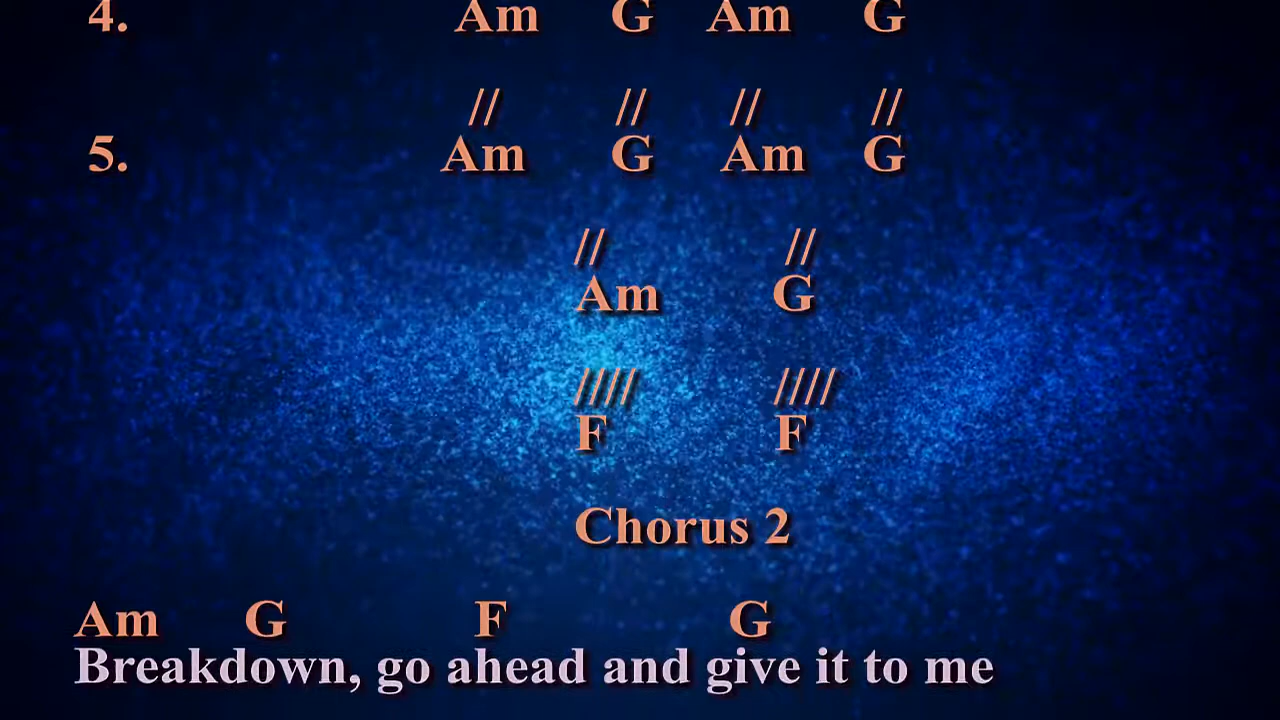 4. Am G Am G
// // // //
5. Am G Am G
// //
Am G
//// ////
F F
Chorus 2
Am G F G
Breakdown, go ahead and give it to me